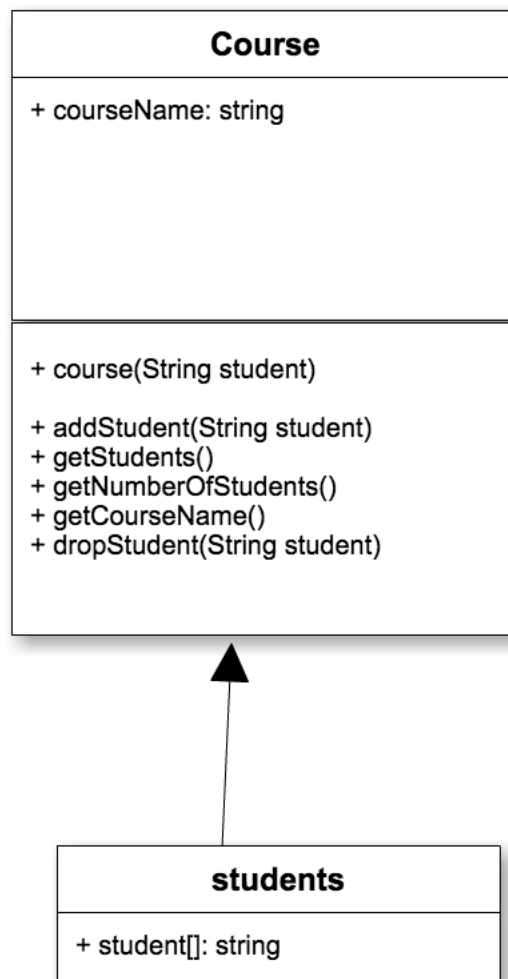 Course
+ courseName: string
+ course(String student)
+ addStudent(String student)
+ getStudents()
+ getNumberOfStudents()
+ getCourseName()
+ dropStudent(String student)
students
+ student[]: string